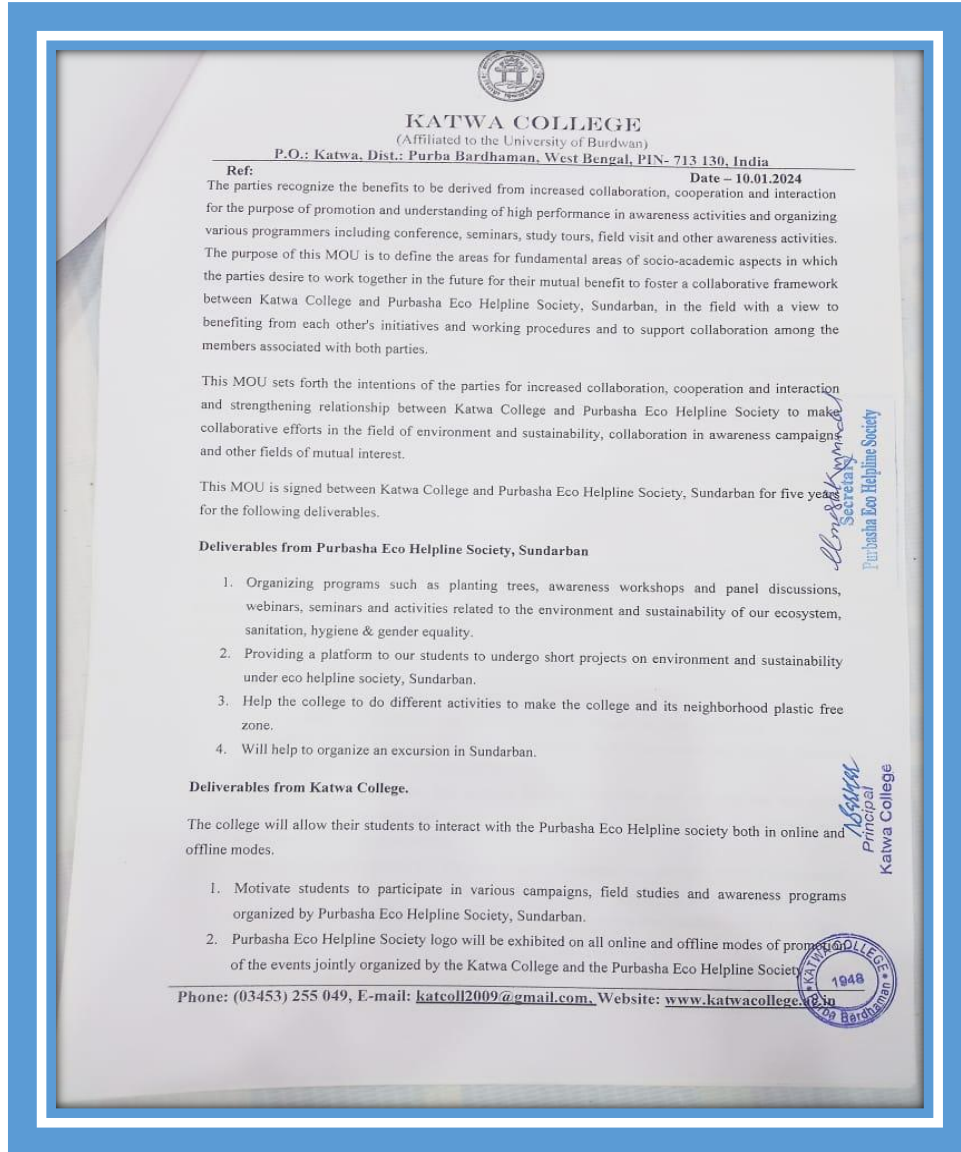 KATWA COLLEGE
(Affiliated to the University of Burdwan)
P.O.: Katwa, Dist.: Purba Bardhaman, West Bengal, PIN- 713 130, India
Ref:
Date – 10.01.2024
The parties recognize the benefits to be derived from increased collaboration, cooperation and interaction
for the purpose of promotion and understanding of high performance in awareness activities and organizing
various programmers including conference, seminars, study tours, field visit and other awareness activities.
The purpose of this MOU is to define the areas for fundamental areas of socio-academic aspects in which
the parties desire to work together in the future for their mutual benefit to foster a collaborative framework
between Katwa College and Purbasha Eco Helpline Society, Sundarban, in the field with a view to
benefiting from each other's initiatives and working procedures and to support collaboration among the
members associated with both parties.
This MOU sets forth the intentions of the parties for increased collaboration, cooperation and interaction
and strengthening relationship between Katwa College and Purbasha Eco Helpline Society to make
collaborative efforts in the field of environment and sustainability, collaboration in awareness campaigns
and other fields of mutual interest.
This MOU is signed between Katwa College and Purbasha Eco Helpline Society, Sundarban for five years
for the following deliverables.
Deliverables from Purbasha Eco Helpline Society, Sundarban
1. Organizing programs such as planting trees, awareness workshops and panel discussions,
webinars, seminars and activities related to the environment and sustainability of our ecosystem,
sanitation, hygiene & gender equality.
2. Providing a platform to our students to undergo short projects on environment and sustainability
under eco helpline society, Sundarban.
3. Help the college to do different activities to make the college and its neighborhood plastic free
zone.
4. Will help to organize an excursion in Sundarban.
Deliverables from Katwa College.
The college will allow their students to interact with the Purbasha Eco Helpline society both in online and
offline modes.
1. Motivate students to participate in various campaigns, field studies and awareness programs
organized by Purbasha Eco Helpline Society, Sundarban.
2. Purbasha Eco Helpline Society logo will be exhibited on all online and offline modes of promotion
of the events jointly organized by the Katwa College and the Purbasha Eco Helpline Society
Phone: (03453) 255 049, E-mail: katcoll2009@gmail.com, Website: www.katwacollege.ac.in
Secretary
Purbasha Eco Helpline Society
Principal
Katwa College
KATWA COLLEGE
1948
Purba Bardhaman